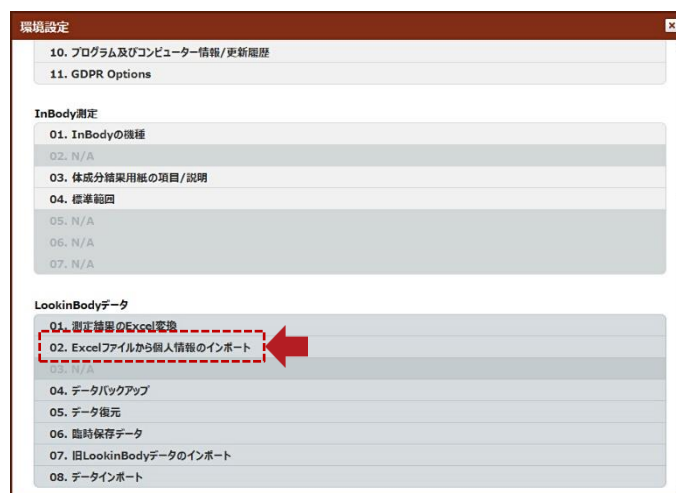 環境設定
10. プログラム及びコンピューター情報/更新履歴
11. GDPR Options
InBody測定
01. InBodyの機種
02. N/A
03. 体成分結果用紙の項目/説明
04. 標準範囲
05. N/A
06. N/A
07. N/A
LookinBodyデータ
01. 測定結果のExcel変換
02. Excelファイルから個人情報のインポート
03. N/A
04. データバックアップ
05. データ復元
06. 臨時保存データ
07. 旧LookinBodyデータのインポート
08. データインポート